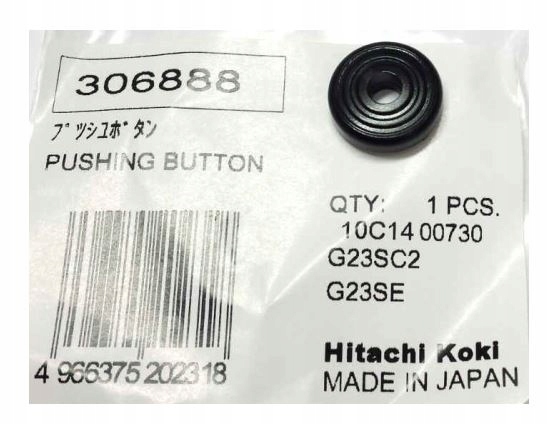 306888
プッシュボタン
PUSHING BUTTON
QTY: 1 PCS.
10C14 00730
G23SC2
G23SE
4 966375 202318
Hitachi Koki
MADE IN JAPAN